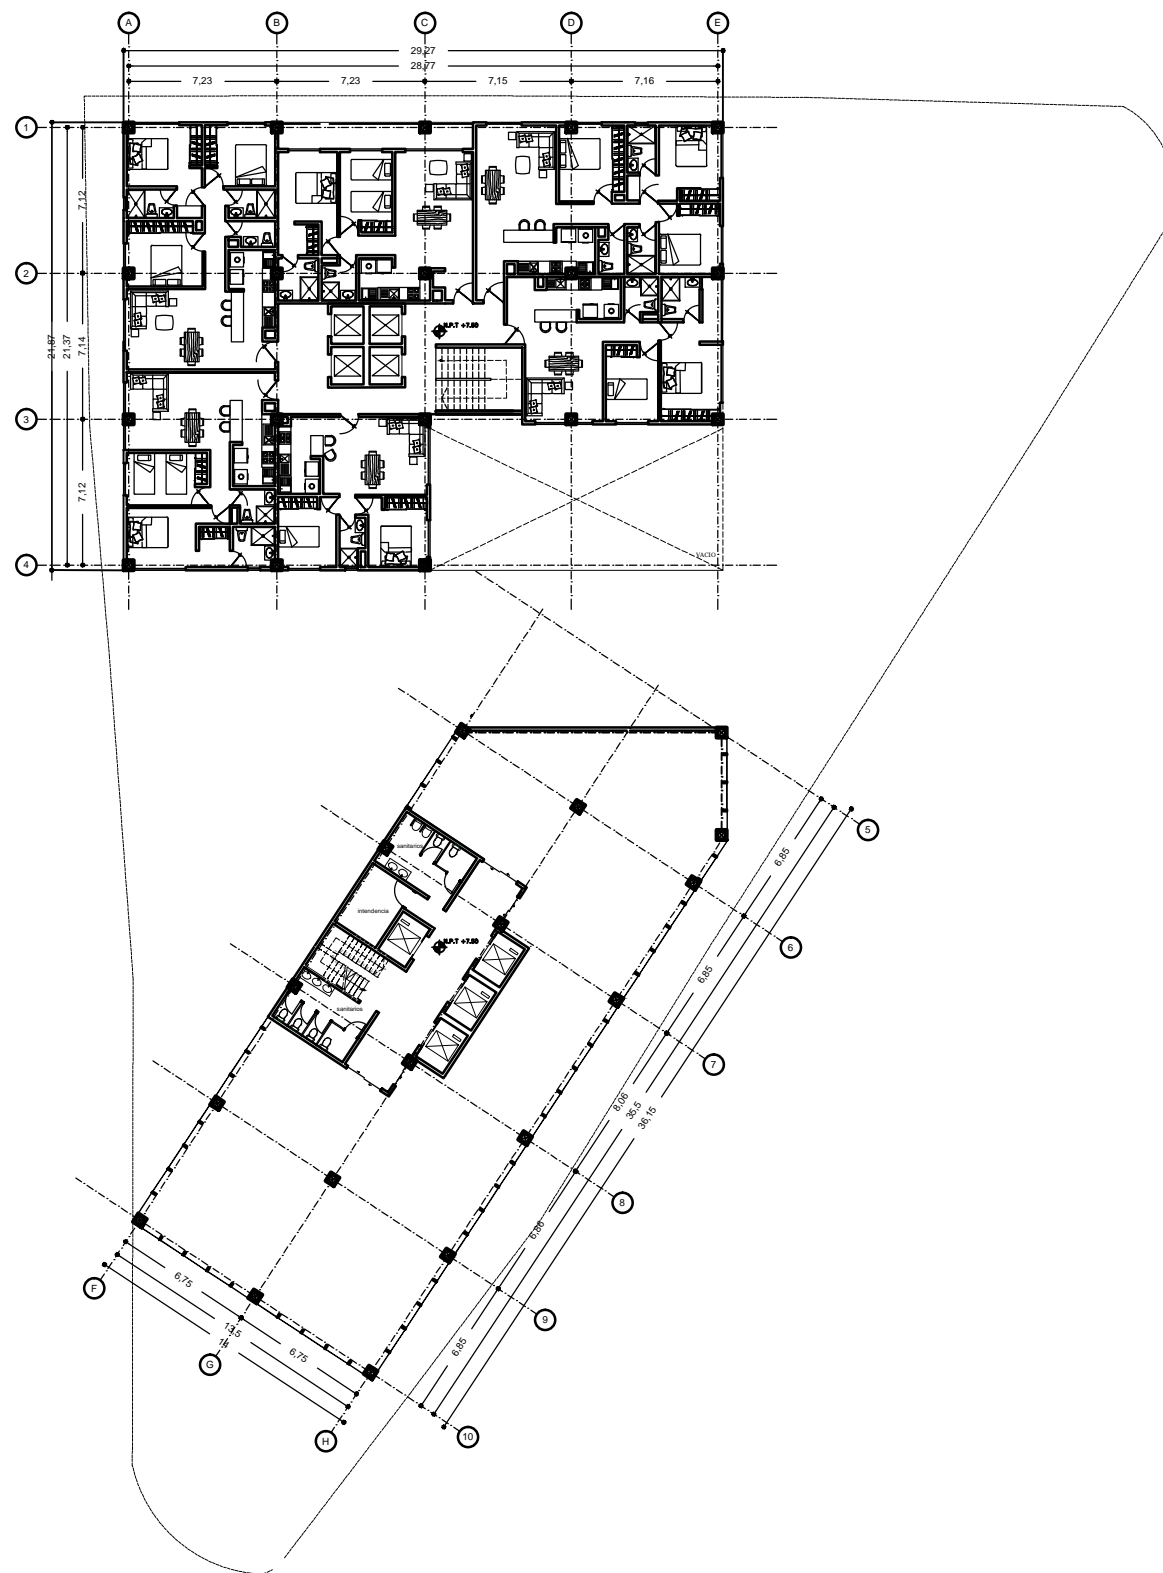 A B C D E
29,27
28,77
7,23 7,23 7,15 7,16
1
7,12
2
21,87 21,37 7,14
N.P.T +7.50
3
7,12
VACIO
4
5
6,85
sanitarios
intendencia
N.P.T +7.50
6
6,85
sanitarios
7
8,06
35,5
36,15
8
6,86
9
F
6,75
13,5
14
G
6,75
6,85
H
10